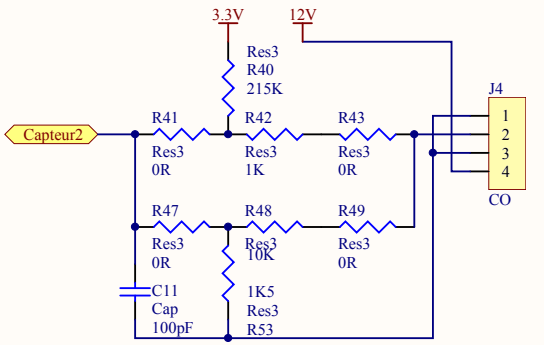 3.3V
12V
Res3
R40
215K
J4
R41
R42
R43
1
Capteur2
2
Res3
Res3
Res3
3
0R
1K
0R
4
CO
R47
R48
R49
Res3
Res3
Res3
0R
10K
0R
C11
1K5
Cap
Res3
100pF
R53